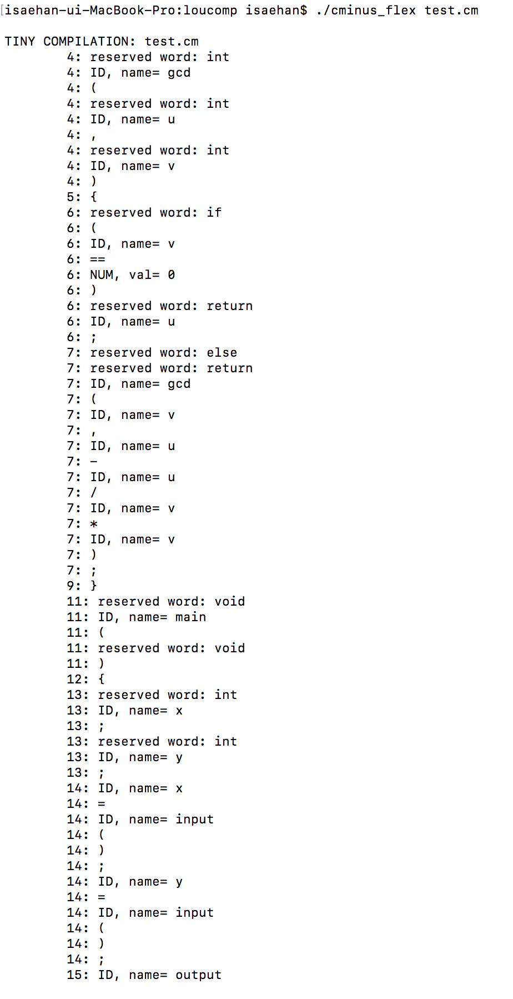 [isaehan-ui-MacBook-Pro:loucomp isaehan$ ./cminus_flex test.cm
TINY COMPILATION: test.cm
4: reserved word: int
4: ID, name= gcd
4: (
4: reserved word: int
4: ID, name= u
4: ,
4: reserved word: int
4: ID, name= v
4: )
5: {
6: reserved word: if
6: (
6: ID, name= v
6: ==
6: NUM, val= 0
6: )
6: reserved word: return
6: ID, name= u
6: ;
7: reserved word: else
7: reserved word: return
7: ID, name= gcd
7: (
7: ID, name= v
7: ,
7: ID, name= u
7: -
7: ID, name= u
7: /
7: ID, name= v
7: *
7: ID, name= v
7: )
7: ;
9: }
11: reserved word: void
11: ID, name= main
11: (
11: reserved word: void
11: )
12: {
13: reserved word: int
13: ID, name= x
13: ;
13: reserved word: int
13: ID, name= y
13: ;
14: ID, name= x
14: =
14: ID, name= input
14: (
14: )
14: ;
14: ID, name= y
14: =
14: ID, name= input
14: (
14: )
14: ;
15: ID, name= output